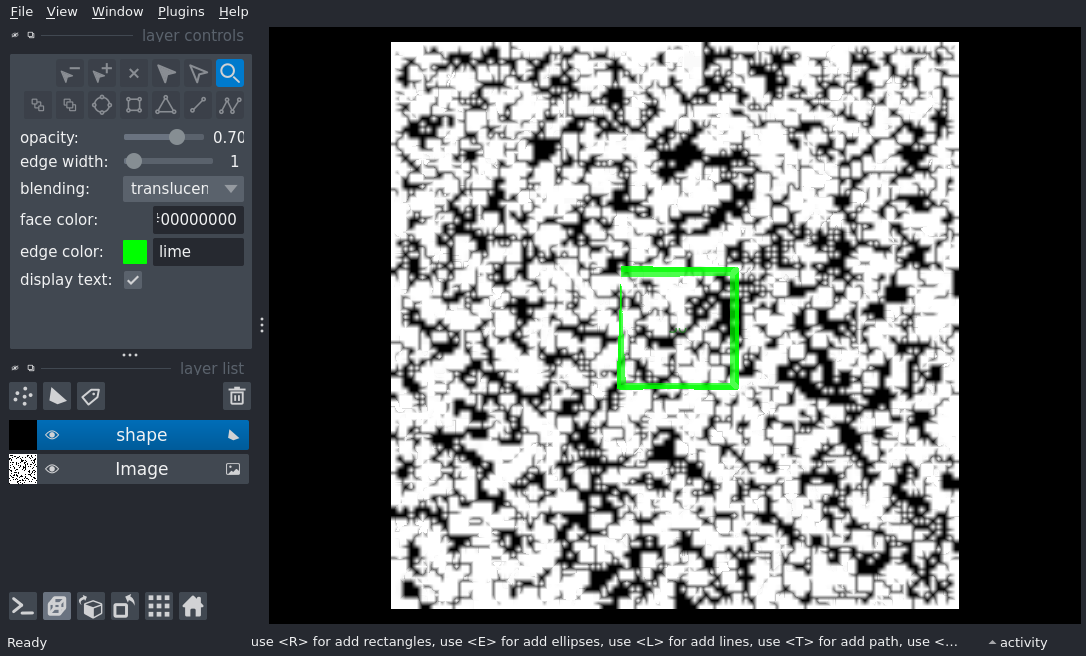 File View Window Plugins Help
layer controls
opacity: 0.70
edge width: 1
blending: translucen
face color: 00000000
edge color: lime
display text:
layer list
shape
Image
Ready use <R> for add rectangles, use <E> for add ellipses, use <L> for add lines, use <T> for add path, use <... activity